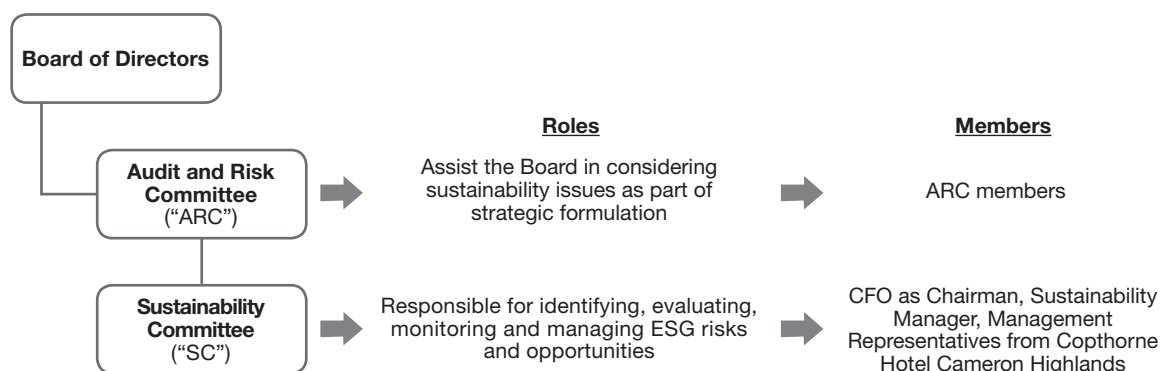 Board of Directors
Roles
Members
Audit and Risk
Committee
(“ARC”)
Assist the Board in considering
sustainability issues as part of
strategic formulation
ARC members
Sustainability
Committee
(“SC”)
Responsible for identifying, evaluating,
monitoring and managing ESG risks
and opportunities
CFO as Chairman, Sustainability
Manager, Management
Representatives from Copthorne
Hotel Cameron Highlands